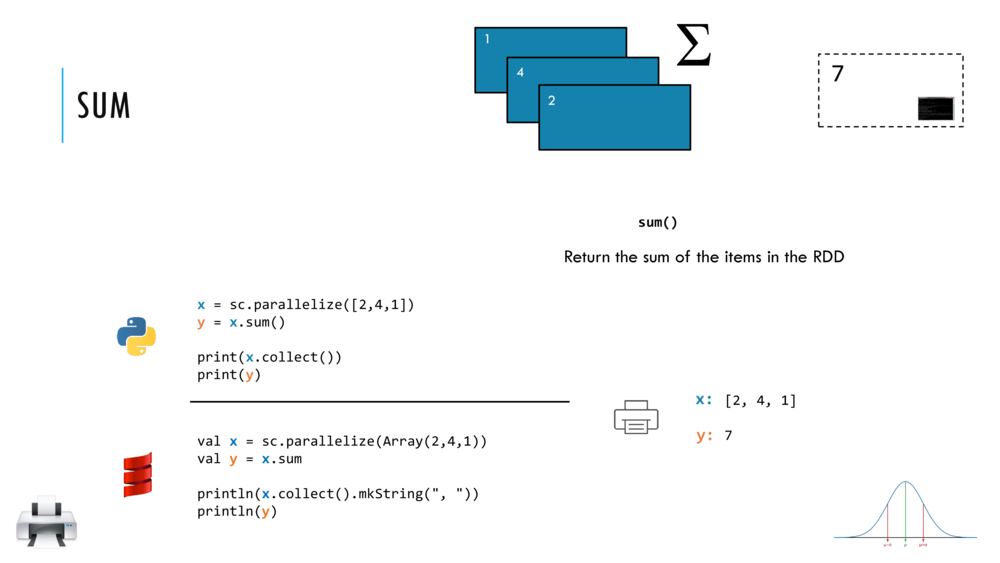 SUM
1
4
2
Σ
7
sum()
Return the sum of the items in the RDD
x = sc.parallelize([2,4,1])
y = x.sum()
print(x.collect())
print(y)
val x = sc.parallelize(Array(2,4,1))
val y = x.sum
println(x.collect().mkString(", "))
println(y)
x: [2, 4, 1]
y: 7